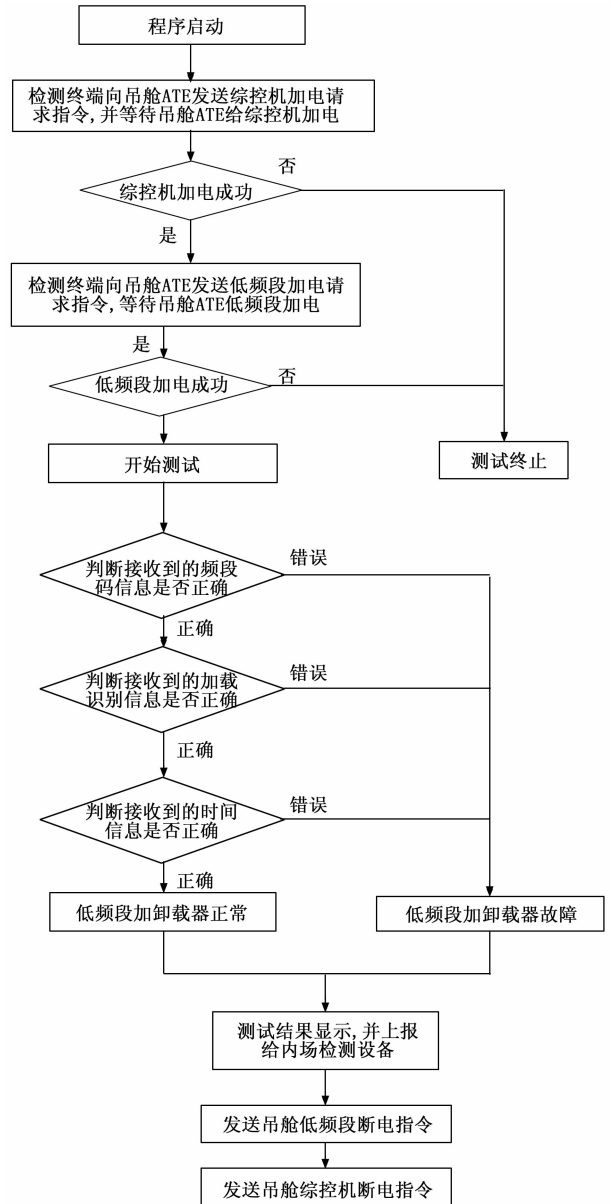 程序启动
检测终端向吊舱ATE发送综控机加电请
求指令,并等待吊舱ATE给综控机加电
否
综控机加电成功
是
检测终端向吊舱ATE发送低频段加电请
求指令,等待吊舱ATE低频段加电
是
低频段加电成功
否
开始测试
测试终止
错误
判断接收到的频段
码信息是否正确
正确
错误
判断接收到的加载
识别信息是否正确
正确
错误
判断接收到的时间
信息是否正确
正确
低频段加卸载器正常
低频段加卸载器故障
测试结果显示,并上报
给内场检测设备
发送吊舱低频段断电指令
发送吊舱综控机断电指令